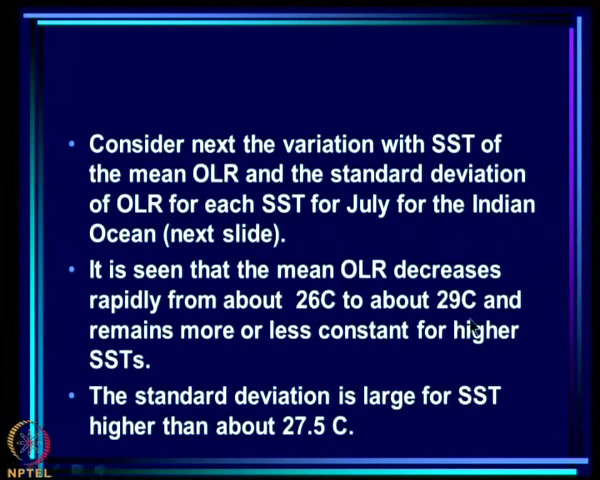 • Consider next the variation with SST of
the mean OLR and the standard deviation
of OLR for each SST for July for the Indian
Ocean (next slide).
• It is seen that the mean OLR decreases
rapidly from about 26C to about 29C and
remains more or less constant for higher
SSTs.
• The standard deviation is large for SST
higher than about 27.5 C.
NPTEL